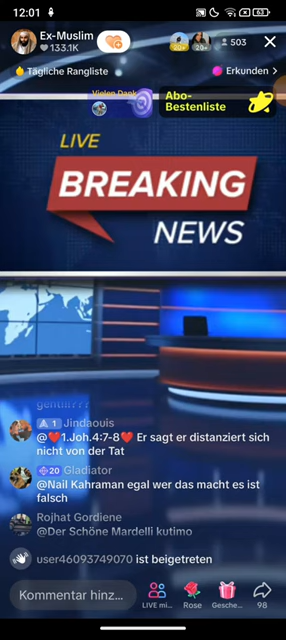 12:01
63
Ex-Muslim
133.1K
20+
20+
503
Tägliche Rangliste
Erkunden >
Vielen Dank
Abo-
Bestenliste
LIVE
BREAKING
NEWS
1 Jindaouis
@❤️1.Joh.4:7-8❤️ Er sagt er distanziert sich
nicht von der Tat
20 Gladiator
@Nail Kahraman egal wer das macht es ist
falsch
Rojhat Gordiene
@Der Schöne Mardelli kutimo
user46093749070 ist beigetreten
Kommentar hinz...
LIVE mi...
Rose
Gesche...
98